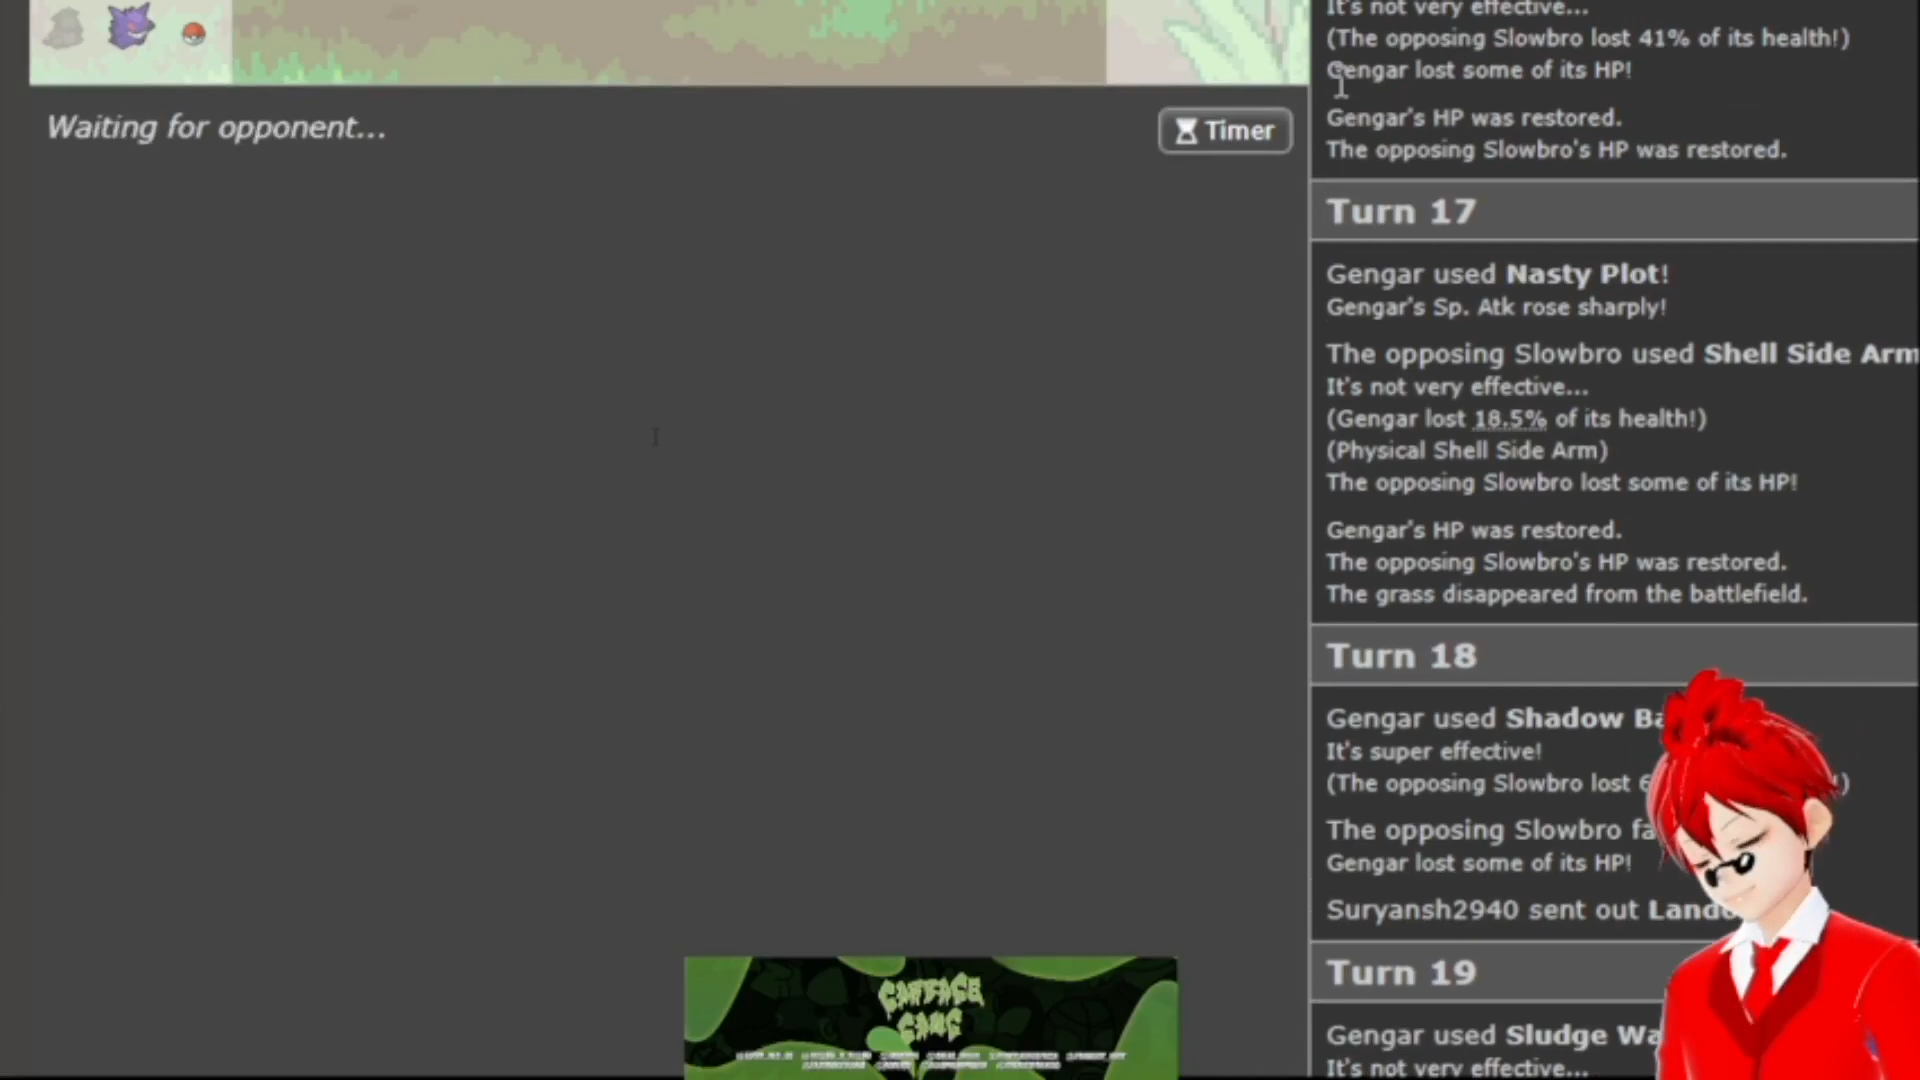 It's not very effective...
(The opposing Slowbro lost 41% of its health!)
Gengar lost some of its HP!
Gengar's HP was restored.
The opposing Slowbro's HP was restored.
Waiting for opponent...
Timer
Turn 17
Gengar used Nasty Plot!
Gengar's Sp. Atk rose sharply!
The opposing Slowbro used Shell Side Arm
It's not very effective...
(Gengar lost 18.5% of its health!)
(Physical Shell Side Arm)
The opposing Slowbro lost some of its HP!
Gengar's HP was restored.
The opposing Slowbro's HP was restored.
The grass disappeared from the battlefield.
Turn 18
Gengar used Shadow Ba
It's super effective!
(The opposing Slowbro lost 6
The opposing Slowbro fa
Gengar lost some of its HP!
Suryansh2940 sent out Lando
Turn 19
Gengar used Sludge Wa
It's not very effective...
GANG